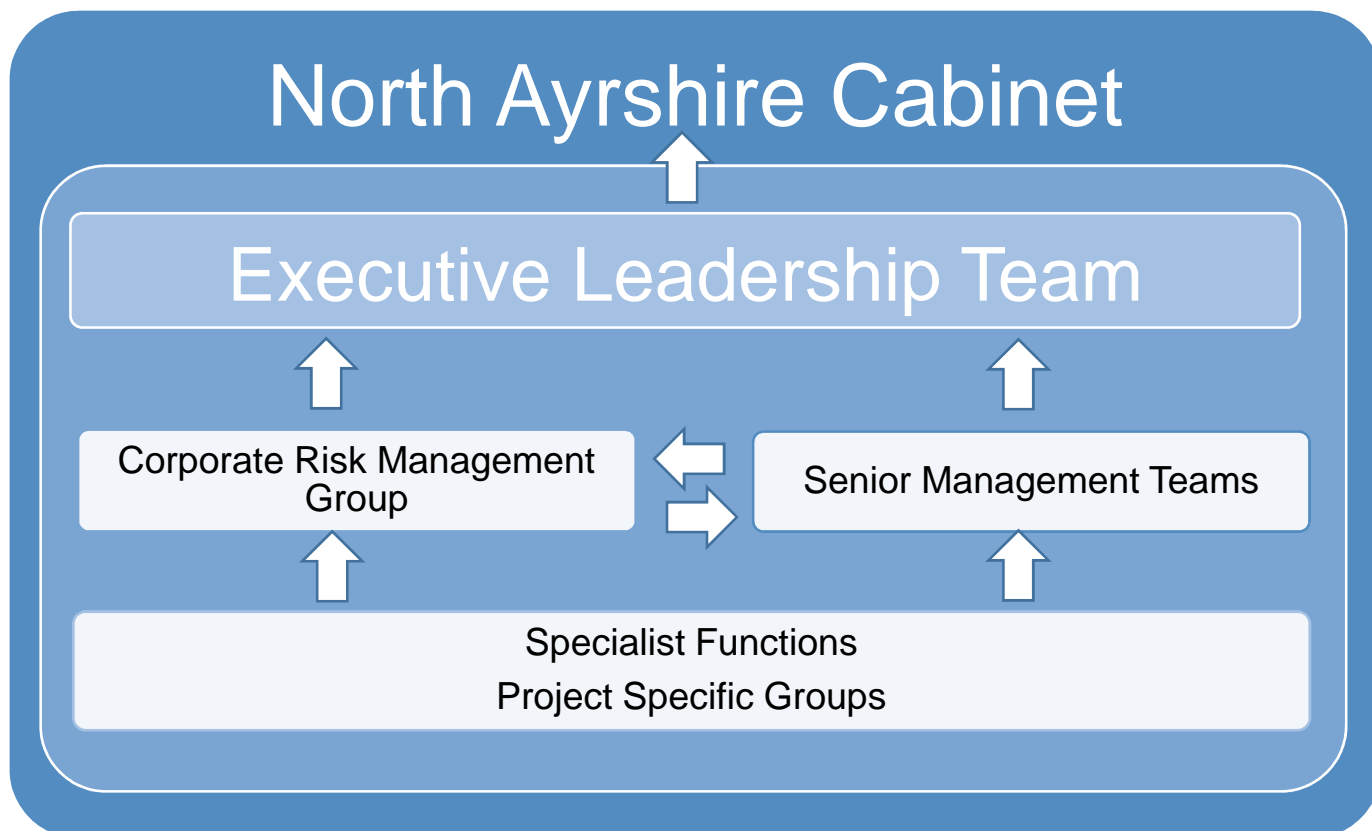 North Ayrshire Cabinet
Executive Leadership Team
Corporate Risk Management
Group
Senior Management Teams
Specialist Functions
Project Specific Groups